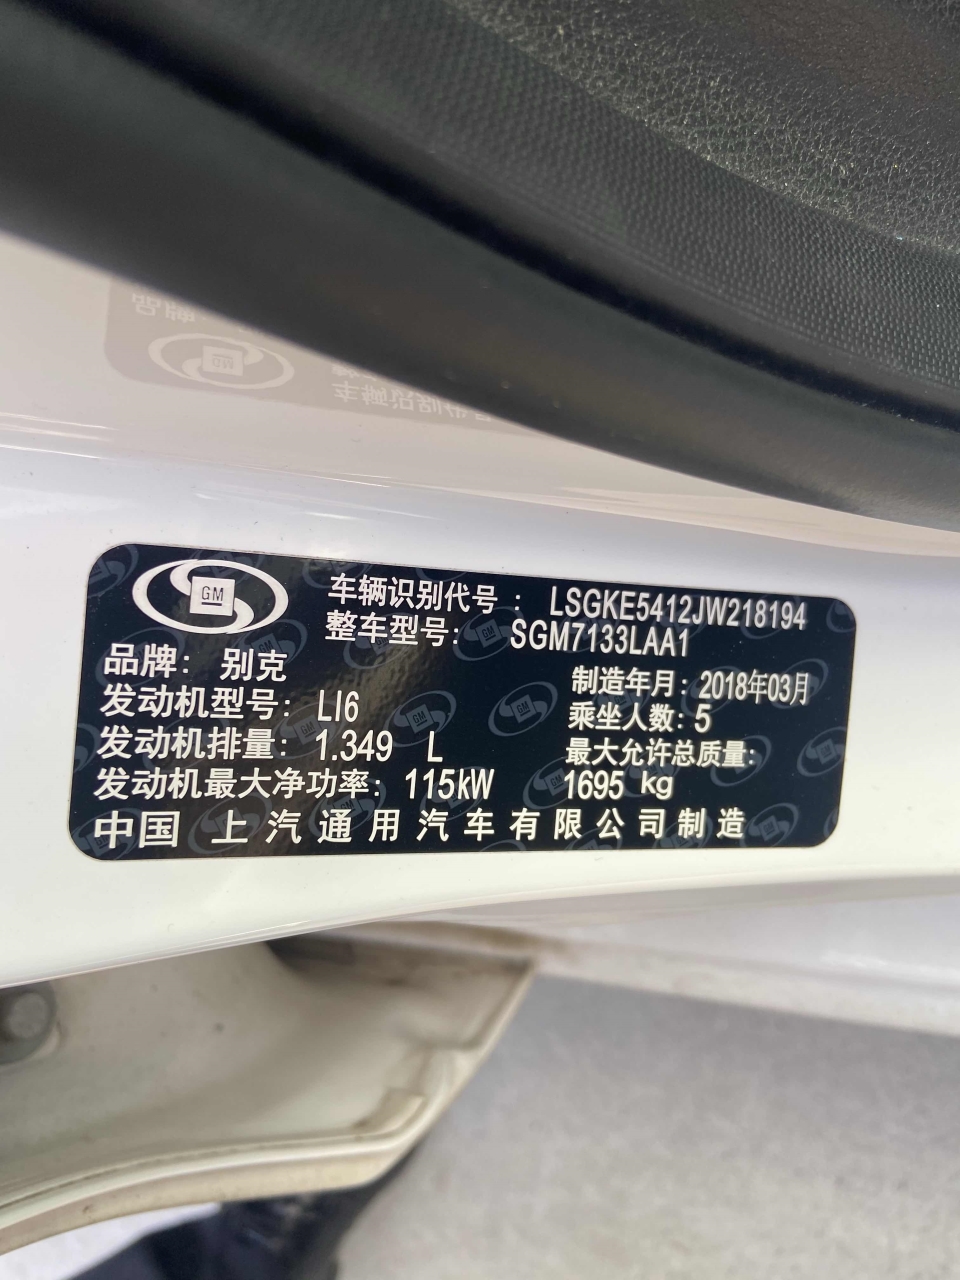 GM
车辆识别代号：LSGKE5412JW218194
整车型号：SGM7133LAA1
品牌：别克
制造年月：2018年03月
发动机型号：LI6
乘坐人数：5
发动机排量：1.349 L
最大允许总质量：
发动机最大净功率：115kW
1695 kg
中国 上汽通用汽车有限公司制造